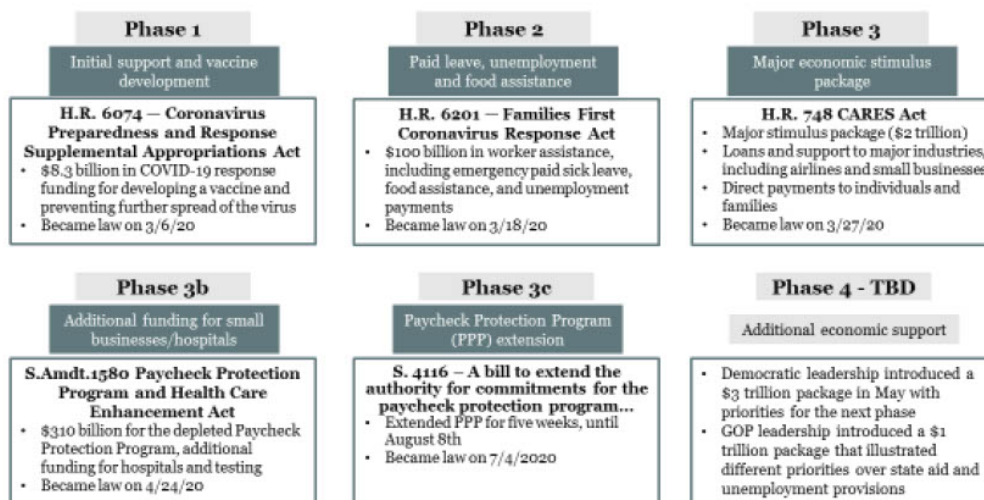 Phase 1
Initial support and vaccine
development
H.R. 6074 — Coronavirus
Preparedness and Response
Supplemental Appropriations Act
• $8.3 billion in COVID-19 response
funding for developing a vaccine and
preventing further spread of the virus
• Became law on 3/6/20
Phase 2
Paid leave, unemployment
and food assistance
H.R. 6201 — Families First
Coronavirus Response Act
• $100 billion in worker assistance,
including emergency paid sick leave,
food assistance, and unemployment
payments
• Became law on 3/18/20
Phase 3
Major economic stimulus
package
H.R. 748 CARES Act
• Major stimulus package ($2 trillion)
• Loans and support to major industries,
including airlines and small businesses
• Direct payments to individuals and
families
• Became law on 3/27/20
Phase 3b
Additional funding for small
businesses/hospitals
S.Amdt.1580 Paycheck Protection
Program and Health Care
Enhancement Act
• $310 billion for the depleted Paycheck
Protection Program, additional
funding for hospitals and testing
• Became law on 4/24/20
Phase 3c
Paycheck Protection Program
(PPP) extension
S. 4116 – A bill to extend the
authority for commitments for the
paycheck protection program...
• Extended PPP for five weeks, until
August 8th
• Became law on 7/4/2020
Phase 4 - TBD
Additional economic support
• Democratic leadership introduced a
$3 trillion package in May with
priorities for the next phase
• GOP leadership introduced a $1
trillion package that illustrated
different priorities over state aid and
unemployment provisions